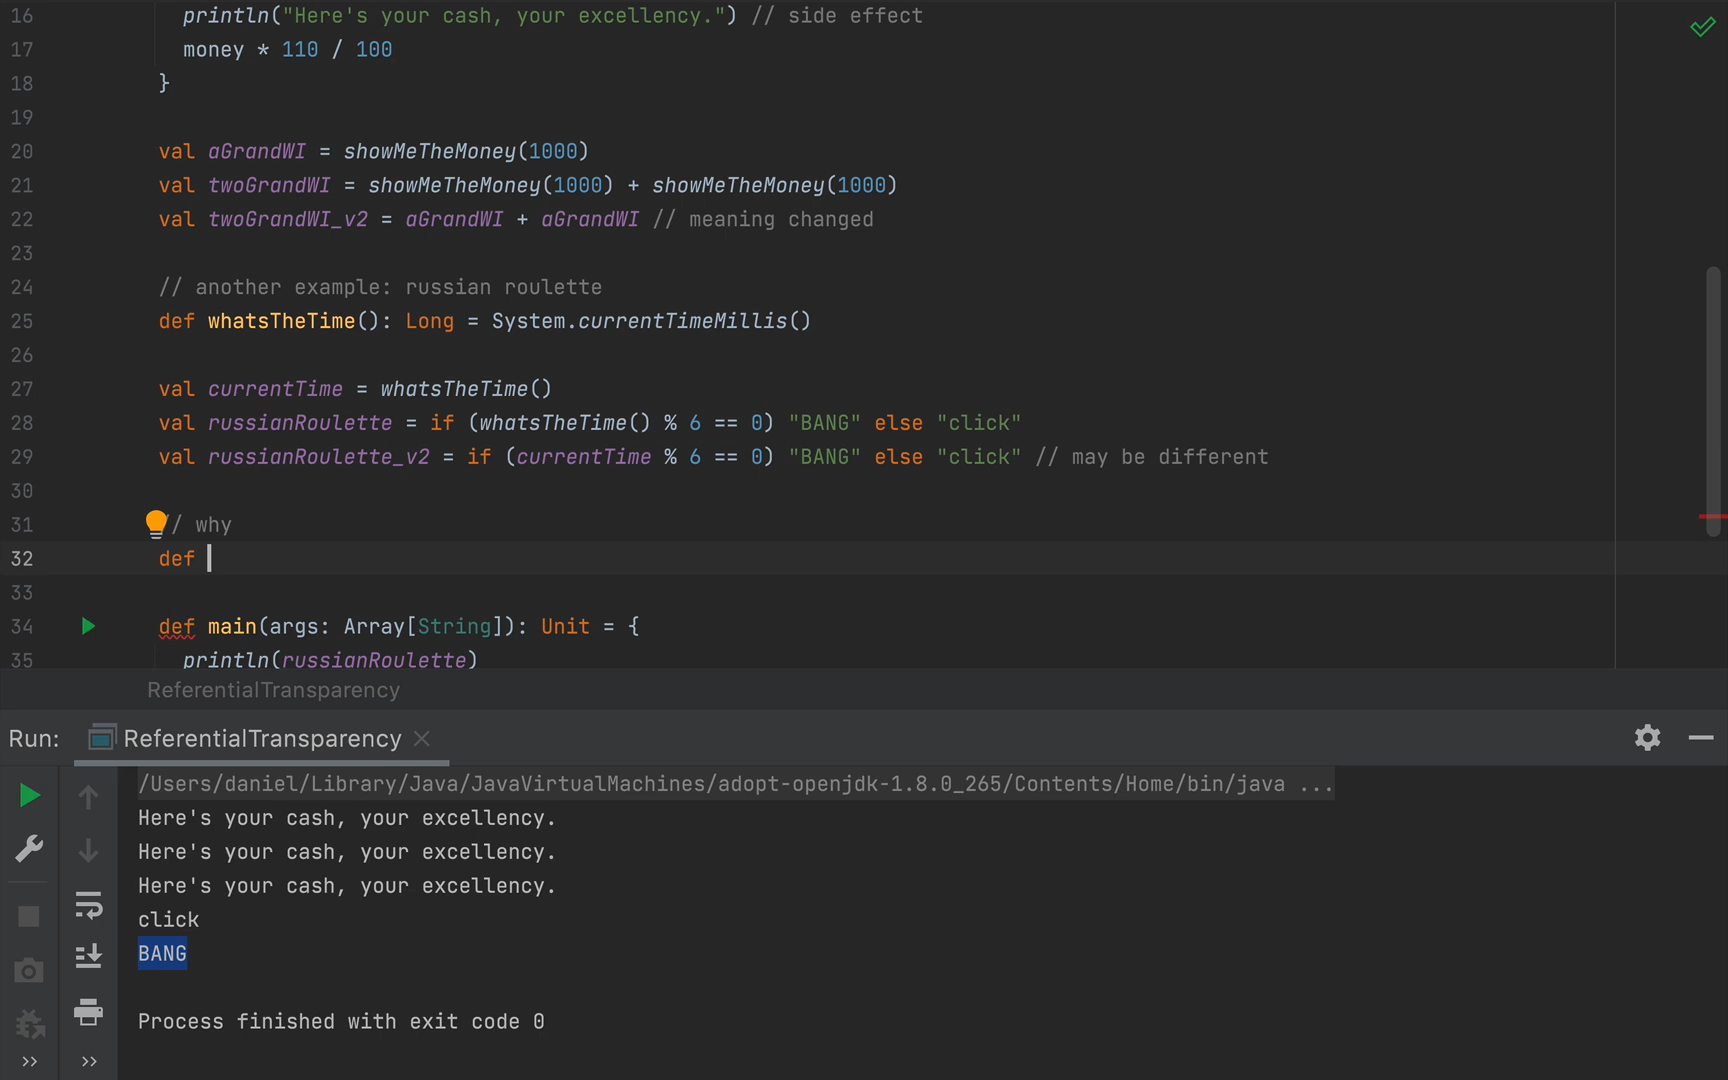 16 println("Here's your cash, your excellency.") // side effect
17 money * 110 / 100
18 }
19
20 val aGrandWI = showMeTheMoney(1000)
21 val twoGrandWI = showMeTheMoney(1000) + showMeTheMoney(1000)
22 val twoGrandWI_v2 = aGrandWI + aGrandWI // meaning changed
23
24 // another example: russian roulette
25 def whatsTheTime(): Long = System.currentTimeMillis()
26
27 val currentTime = whatsTheTime()
28 val russianRoulette = if (whatsTheTime() % 6 == 0) "BANG" else "click"
29 val russianRoulette_v2 = if (currentTime % 6 == 0) "BANG" else "click" // may be different
30
31 // why
32 def
33
34 def main(args: Array[String]): Unit = {
35 println(russianRoulette)
ReferentialTransparency
Run: ReferentialTransparency
/Users/daniel/Library/Java/JavaVirtualMachines/adopt-openjdk-1.8.0_265/Contents/Home/bin/java ...
Here's your cash, your excellency.
Here's your cash, your excellency.
Here's your cash, your excellency.
click
BANG
Process finished with exit code 0